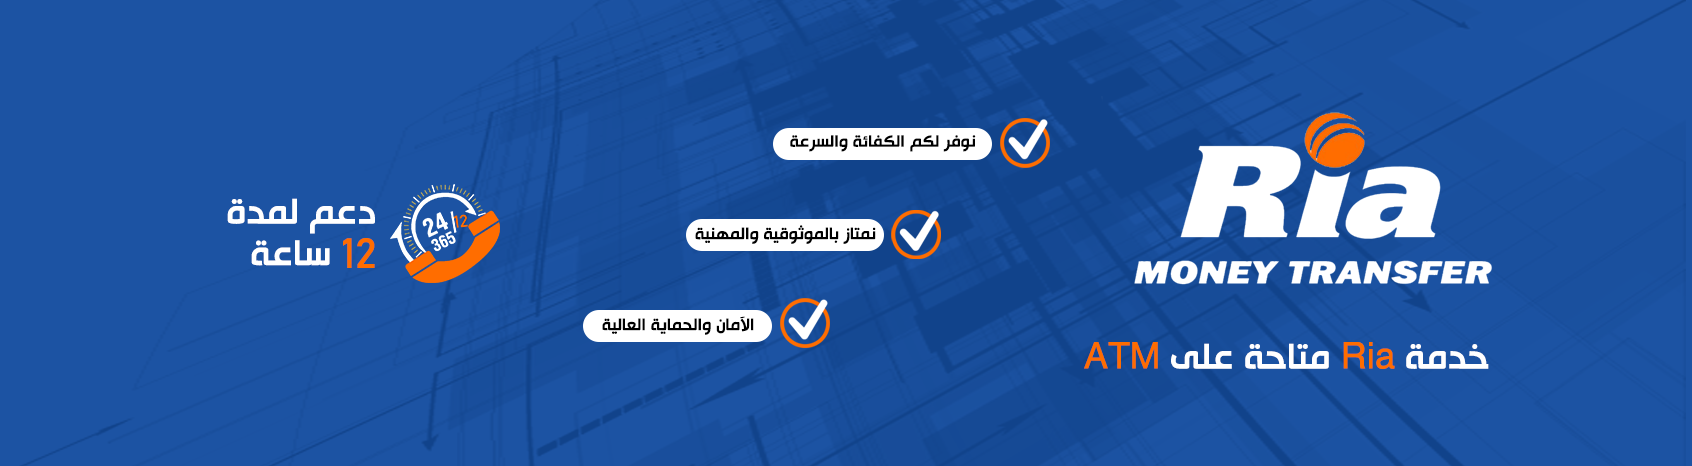 Ria
MONEY TRANSFER
خدمة Ria متاحة على ATM
نوفر لكم الكفائة والسرعة
نمتاز بالموثوقية والمهنية
الآمان والحماية العالية
24/12
365
دعم لمدة
12 ساعة